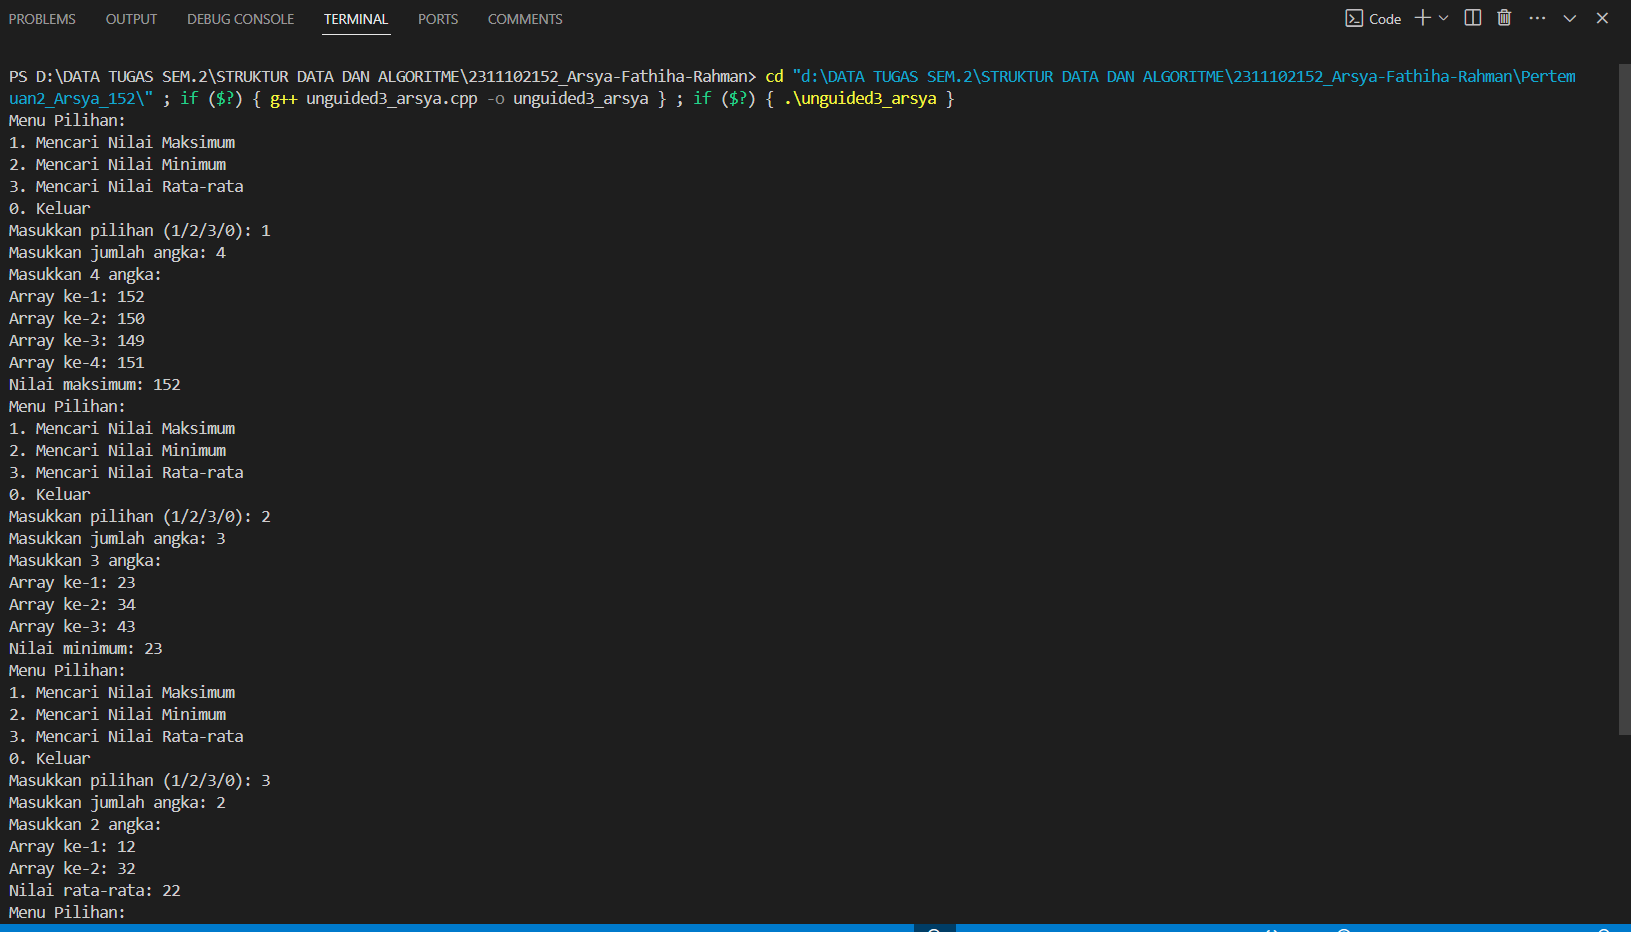 PROBLEMS OUTPUT DEBUG CONSOLE TERMINAL PORTS COMMENTS Code
PS D:\DATA TUGAS SEM.2\STRUKTUR DATA DAN ALGORITME\2311102152_Arsya-Fathiha-Rahman> cd "d:\DATA TUGAS SEM.2\STRUKTUR DATA DAN ALGORITME\2311102152_Arsya-Fathiha-Rahman\Pertem
uan2_Arsya_152\" ; if ($?) { g++ unguided3_arsya.cpp -o unguided3_arsya } ; if ($?) { .\unguided3_arsya }
Menu Pilihan:
1. Mencari Nilai Maksimum
2. Mencari Nilai Minimum
3. Mencari Nilai Rata-rata
0. Keluar
Masukkan pilihan (1/2/3/0): 1
Masukkan jumlah angka: 4
Masukkan 4 angka:
Array ke-1: 152
Array ke-2: 150
Array ke-3: 149
Array ke-4: 151
Nilai maksimum: 152
Menu Pilihan:
1. Mencari Nilai Maksimum
2. Mencari Nilai Minimum
3. Mencari Nilai Rata-rata
0. Keluar
Masukkan pilihan (1/2/3/0): 2
Masukkan jumlah angka: 3
Masukkan 3 angka:
Array ke-1: 23
Array ke-2: 34
Array ke-3: 43
Nilai minimum: 23
Menu Pilihan:
1. Mencari Nilai Maksimum
2. Mencari Nilai Minimum
3. Mencari Nilai Rata-rata
0. Keluar
Masukkan pilihan (1/2/3/0): 3
Masukkan jumlah angka: 2
Masukkan 2 angka:
Array ke-1: 12
Array ke-2: 32
Nilai rata-rata: 22
Menu Pilihan: